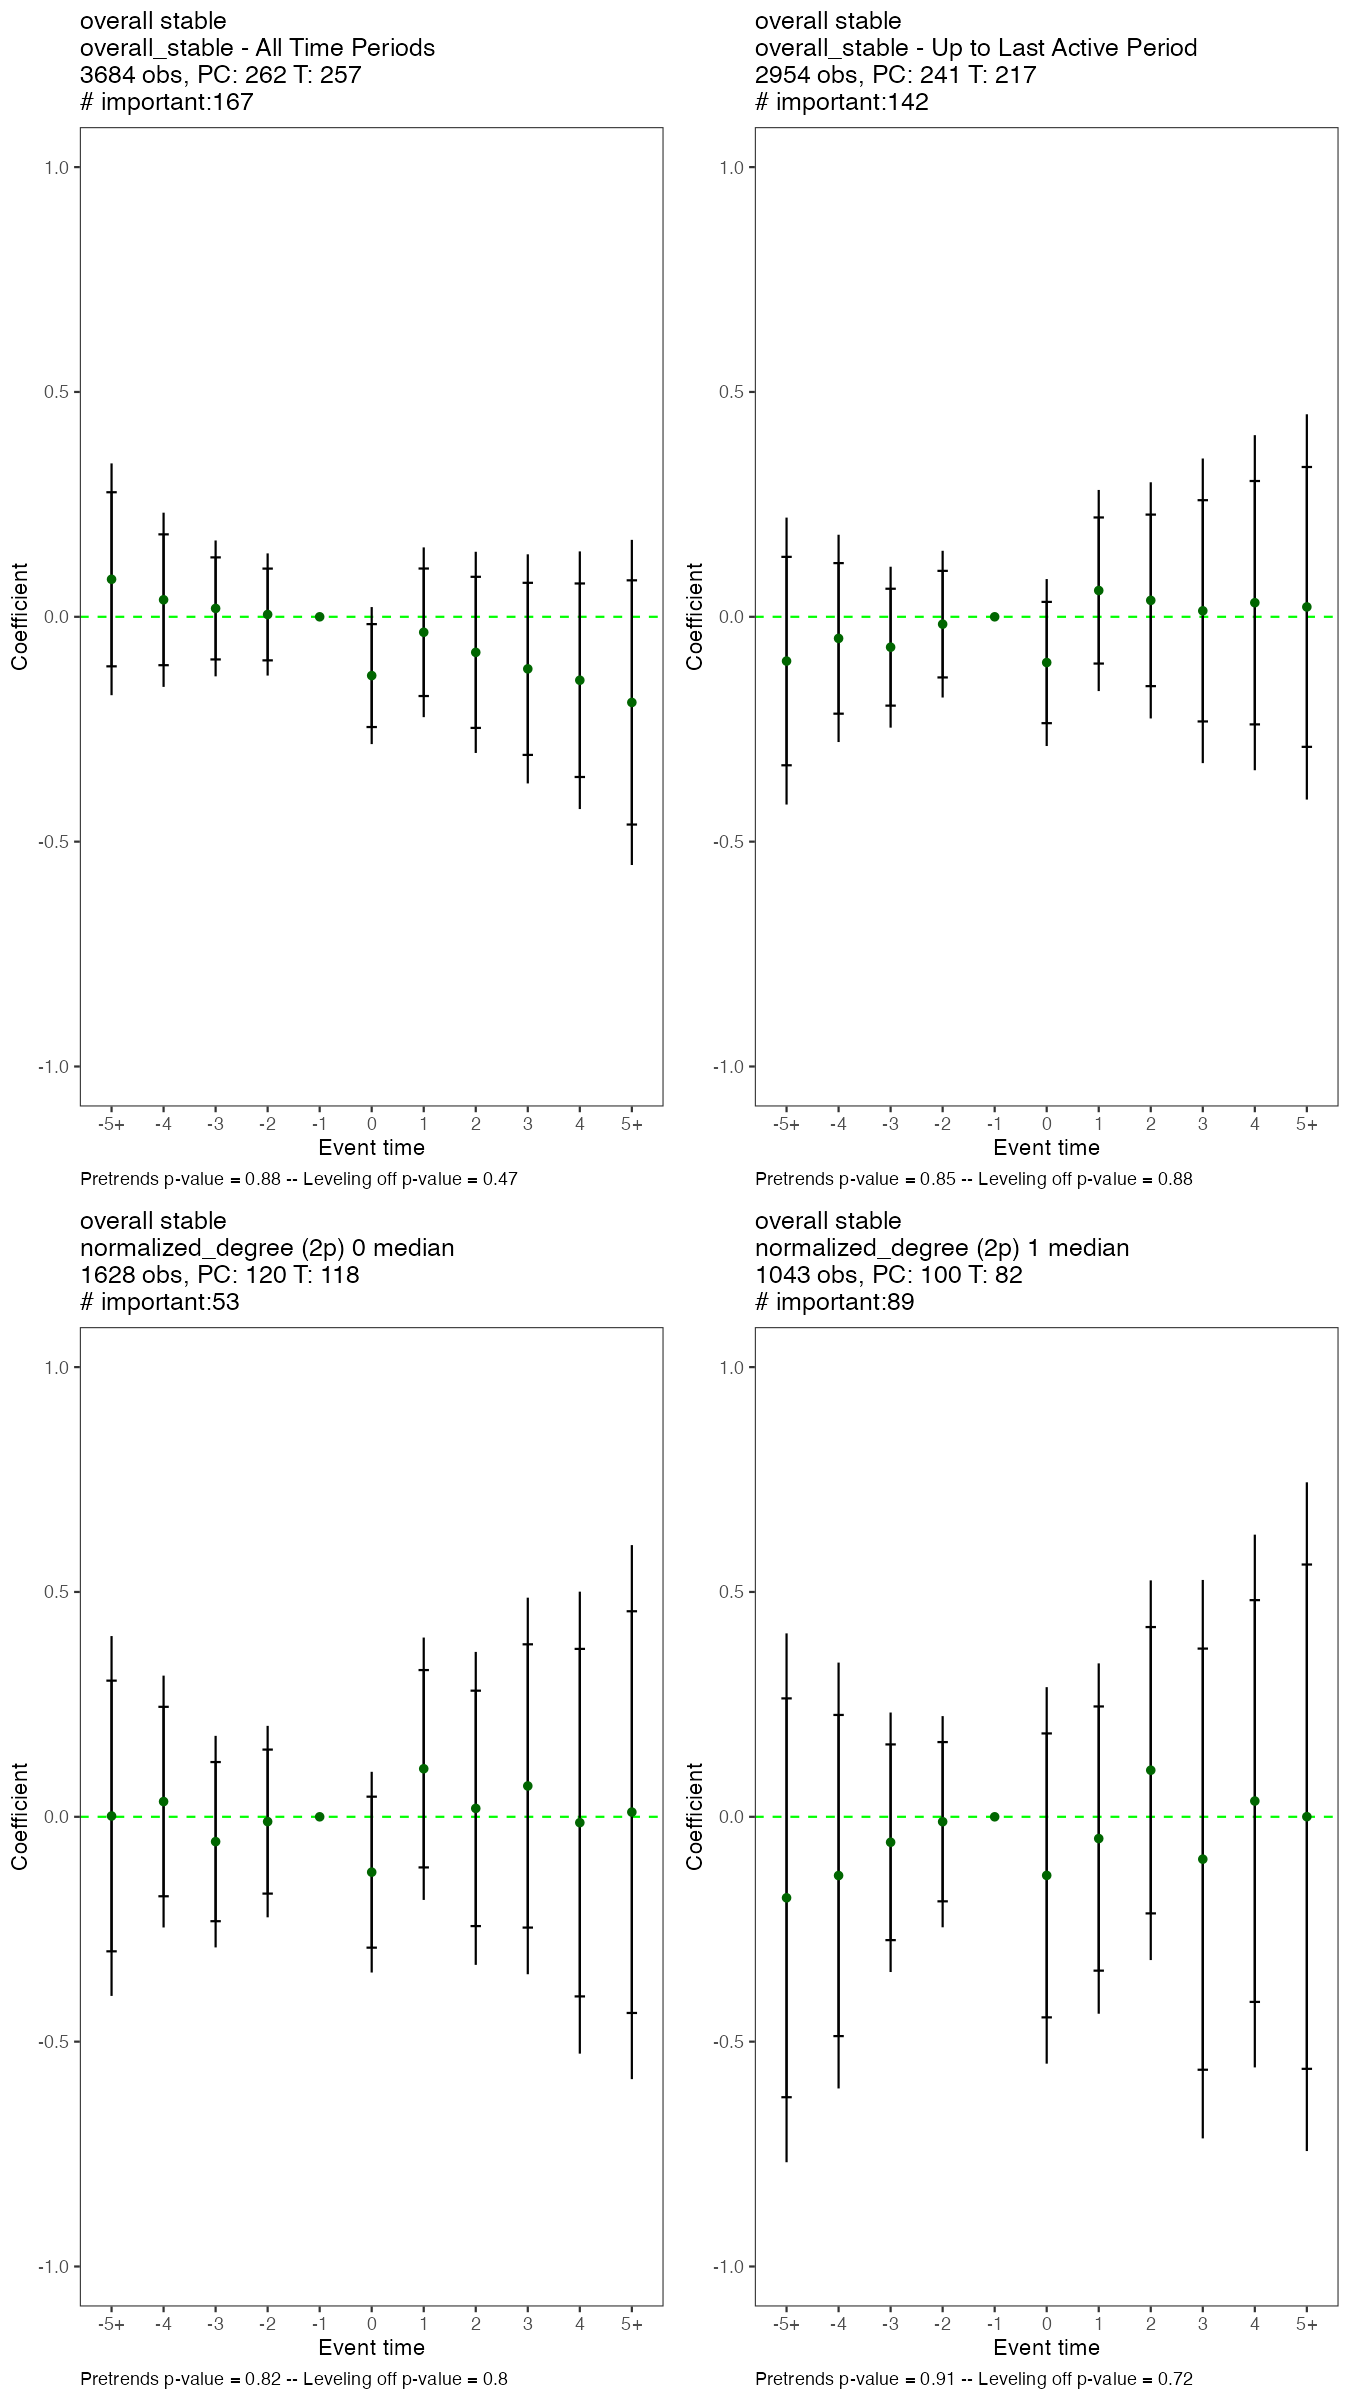 overall stable
overall_stable - All Time Periods
3684 obs, PC: 262 T: 257
# important:167
1.0
0.5
0.0
-0.5
-1.0
Coefficient
-5+ -4 -3 -2 -1 0 1 2 3 4 5+
Event time
Pretrends p-value = 0.88 -- Leveling off p-value = 0.47
overall stable
overall_stable - Up to Last Active Period
2954 obs, PC: 241 T: 217
# important:142
1.0
0.5
0.0
-0.5
-1.0
Coefficient
-5+ -4 -3 -2 -1 0 1 2 3 4 5+
Event time
Pretrends p-value = 0.85 -- Leveling off p-value = 0.88
overall stable
normalized_degree (2p) 0 median
1628 obs, PC: 120 T: 118
# important:53
1.0
0.5
0.0
-0.5
-1.0
Coefficient
-5+ -4 -3 -2 -1 0 1 2 3 4 5+
Event time
Pretrends p-value = 0.82 -- Leveling off p-value = 0.8
overall stable
normalized_degree (2p) 1 median
1043 obs, PC: 100 T: 82
# important:89
1.0
0.5
0.0
-0.5
-1.0
Coefficient
-5+ -4 -3 -2 -1 0 1 2 3 4 5+
Event time
Pretrends p-value = 0.91 -- Leveling off p-value = 0.72